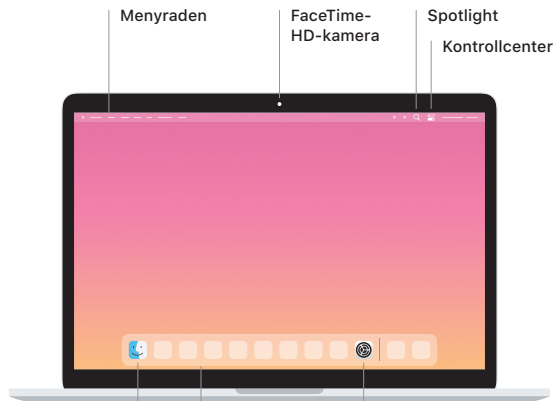 Menyraden
FaceTime-
HD-kamera
Spotlight
Kontrollcenter